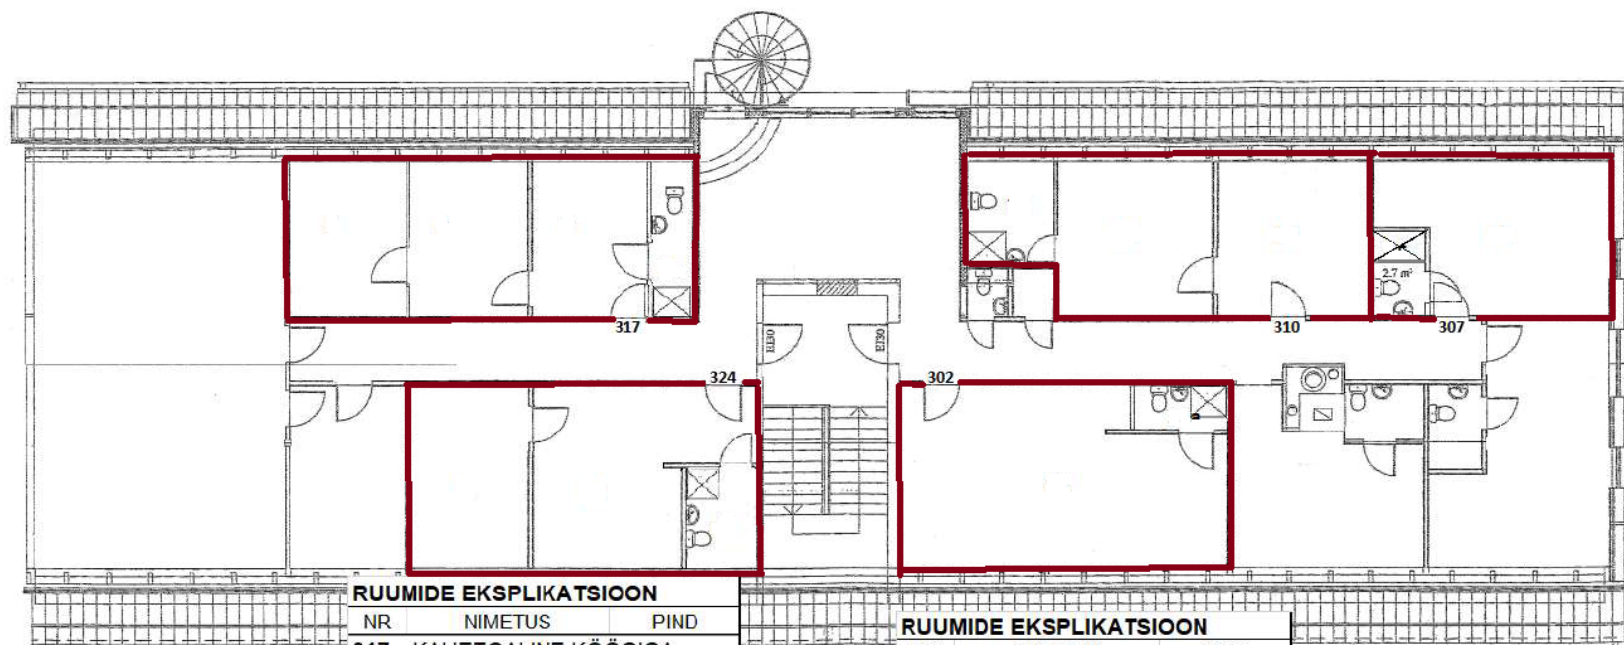 2.7 m²
317
310
307
EI30
EI30
324
302
RUUMIDE EKSPLIKATSIOON
NR NIMETUS PIND
RUUMIDE EKSPLIKATSIOON